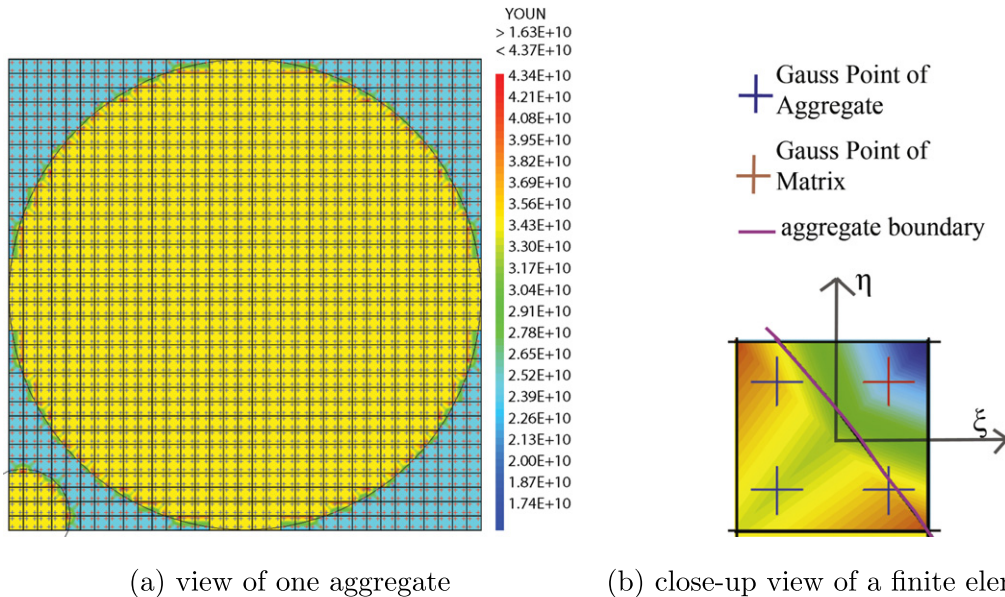 YOUN
> 1.63E+10
< 4.37E+10
4.34E+10
4.21E+10
4.08E+10
3.95E+10
3.82E+10
3.69E+10
3.56E+10
3.43E+10
3.30E+10
3.17E+10
3.04E+10
2.91E+10
2.78E+10
2.65E+10
2.52E+10
2.39E+10
2.26E+10
2.13E+10
2.00E+10
1.87E+10
1.74E+10
(a) view of one aggregate
Gauss Point of
Aggregate
Gauss Point of
Matrix
aggregate boundary
η
ξ
(b) close-up view of a finite elem